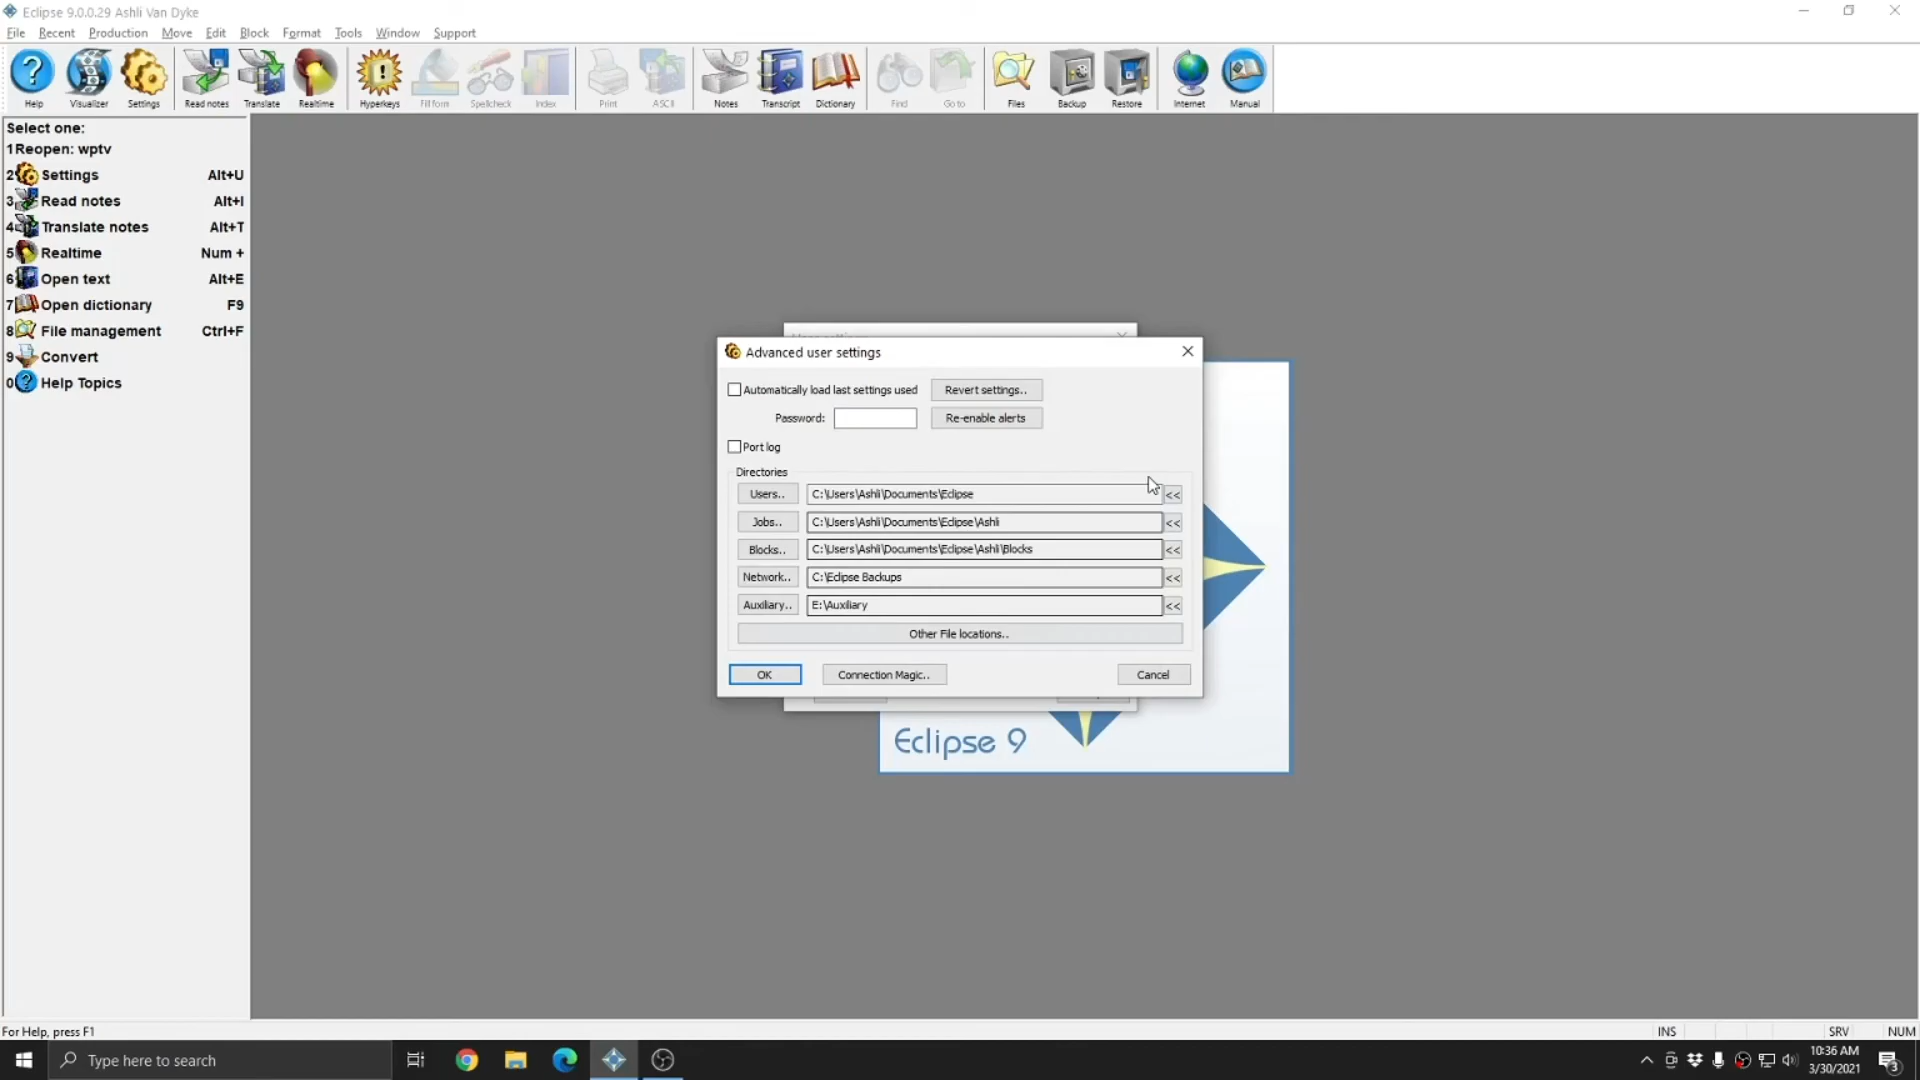 Eclipse 9.0.0.29 Ashli Van Dyke
File Recent Production Move Edit Block Format Tools Window Support
Help Visualizer Settings Read notes Translate Realtime Hyperkeys Fill form Spellcheck Index Print ASCII Notes Transcript Dictionary Find Go to Files Backup Restore Internet Manual
Select one:
1 Reopen: wptv
2 Settings Alt+U
3 Read notes Alt+I
4 Translate notes Alt+T
5 Realtime Num +
6 Open text Alt+E
7 Open dictionary F9
8 File management Ctrl+F
9 Convert
0 Help Topics
Advanced user settings
Automatically load last settings used Revert settings..
Password: Re-enable alerts
Port log
Directories
Users.. C:\Users\Ashli\Documents\Eclipse <<
Jobs.. C:\Users\Ashli\Documents\Eclipse\Ashli <<
Blocks.. C:\Users\Ashli\Documents\Eclipse\Ashli\Blocks <<
Network.. C:\Eclipse Backups <<
Auxiliary.. E:\Auxiliary <<
Other File locations..
OK Connection Magic.. Cancel
Eclipse 9
For Help, press F1 INS SRV NUM
Type here to search
10:36 AM
3/30/2021
3